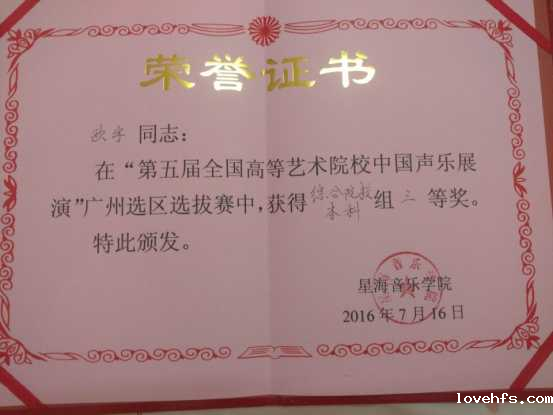 荣誉证书
欧宇 同志：
在“第五届全国高等艺术院校中国声乐展
演”广州选区选拔赛中，获得 综合院校
本科 组 三 等奖。
特此颁发。
星海音乐学院
2016 年 7 月 16 日
www.lovehfs.com